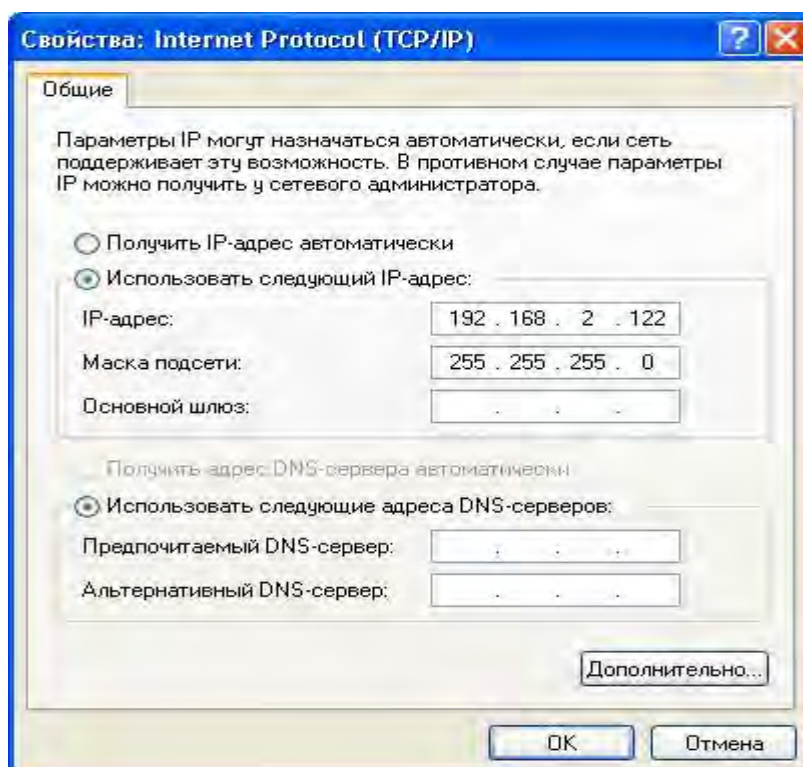 Свойства: Internet Protocol (TCP/IP)
Общие
Параметры IP могут назначаться автоматически, если сеть
поддерживает эту возможность. В противном случае параметры
IP можно получить у сетевого администратора.
Получить IP-адрес автоматически
Использовать следующий IP-адрес:
IP-адрес: 192 . 168 . 2 . 122
Маска подсети: 255 . 255 . 255 . 0
Основной шлюз: . . .
Получить адрес DNS-сервера автоматически
Использовать следующие адреса DNS-серверов:
Предпочитаемый DNS-сервер: . . .
Альтернативный DNS-сервер: . . .
Дополнительно...
OK Отмена